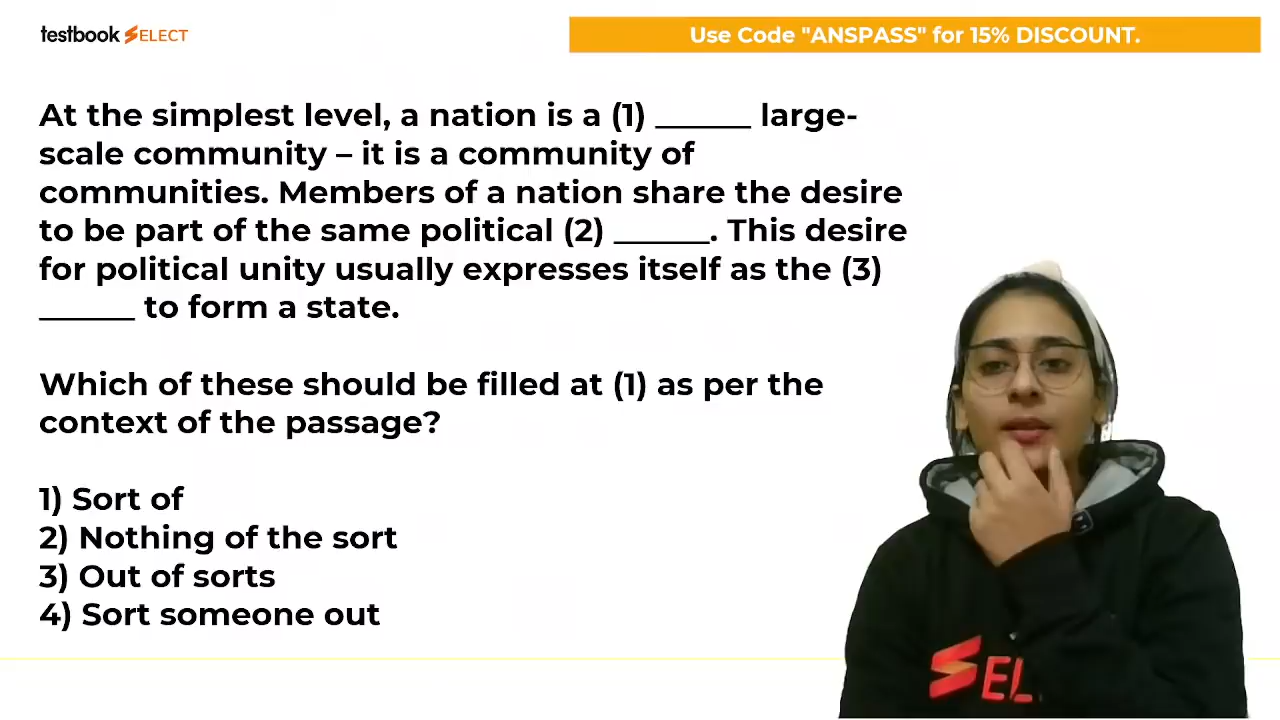 testbook SELECT
Use Code "ANSPASS" for 15% DISCOUNT.
At the simplest level, a nation is a (1) ______ large-
scale community – it is a community of
communities. Members of a nation share the desire
to be part of the same political (2) ______. This desire
for political unity usually expresses itself as the (3)
______ to form a state.
Which of these should be filled at (1) as per the
context of the passage?
1) Sort of
2) Nothing of the sort
3) Out of sorts
4) Sort someone out
SEL